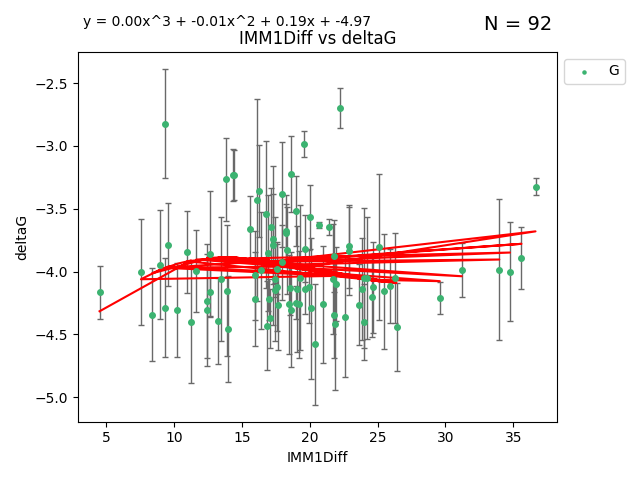 y = 0.00x^3 + -0.01x^2 + 0.19x + -4.97
N = 92
IMM1Diff vs deltaG
G
deltaG
−2.5
−3.0
−3.5
−4.0
−4.5
−5.0
5 10 15 20 25 30 35
IMM1Diff